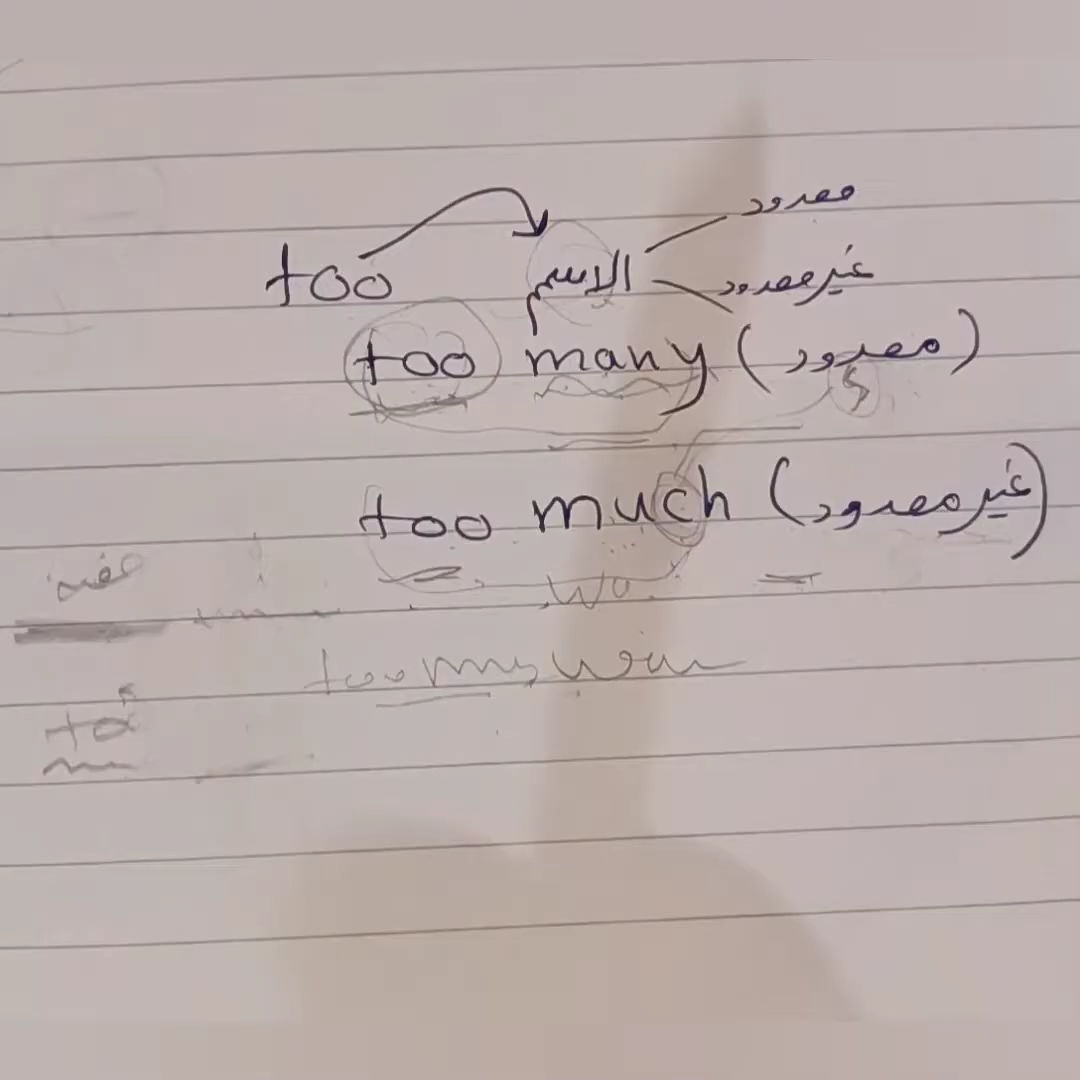 معدود
too الاسم
غير معدود
too many (معدود)
s
too much (غير معدود)